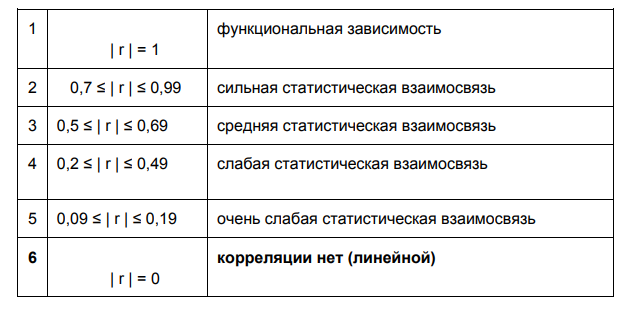 1 функциональная зависимость
| r | = 1
2 0,7 ≤ | r | ≤ 0,99 сильная статистическая взаимосвязь
3 0,5 ≤ | r | ≤ 0,69 средняя статистическая взаимосвязь
4 0,2 ≤ | r | ≤ 0,49 слабая статистическая взаимосвязь
5 0,09 ≤ | r | ≤ 0,19 очень слабая статистическая взаимосвязь
6 корреляции нет (линейной)
| r | = 0